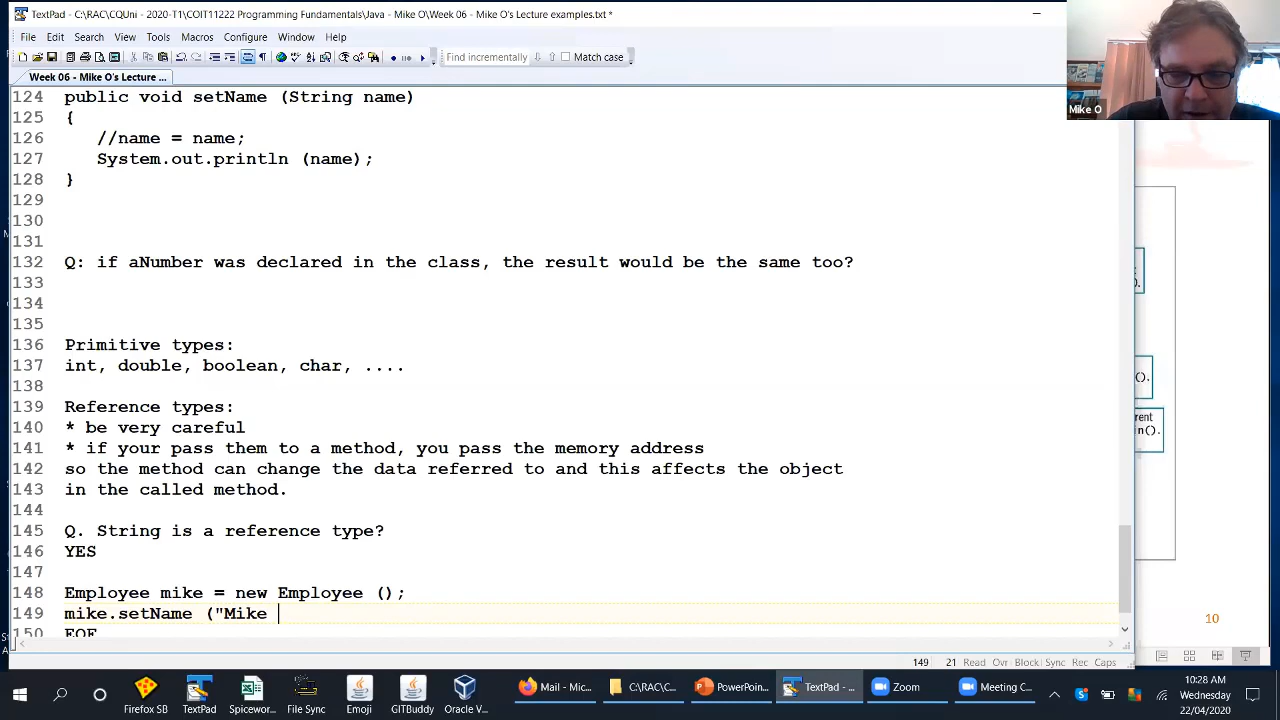 TextPad - C:\RAC\CQUni - 2020-T1\COIT11222 Programming Fundamentals\Java - Mike O\Week 06 - Mike O's Lecture examples.txt *
File Edit Search View Tools Macros Configure Window Help
Find incrementally Match case
Week 06 - Mike O's Lecture ...
Mike O
124 public void setName (String name)
125 {
126 //name = name;
127 System.out.println (name);
128 }
129
130
131
132 Q: if aNumber was declared in the class, the result would be the same too?
133
134
135
136 Primitive types:
137 int, double, boolean, char, ....
138
139 Reference types:
140 * be very careful
141 * if your pass them to a method, you pass the memory address
142 so the method can change the data referred to and this affects the object
143 in the called method.
144
145 Q. String is a reference type?
146 YES
147
148 Employee mike = new Employee ();
149 mike.setName ("Mike
150 EOF
().
rent
n().
10
149 21 Read Ovr Block Sync Rec Caps
Firefox SB TextPad Spicewor... File Sync Emoji GITBuddy Oracle V...
Mail - Mic... C:\RAC\C... PowerPoin... TextPad - ... Zoom Meeting C...
10:28 AM
Wednesday
22/04/2020